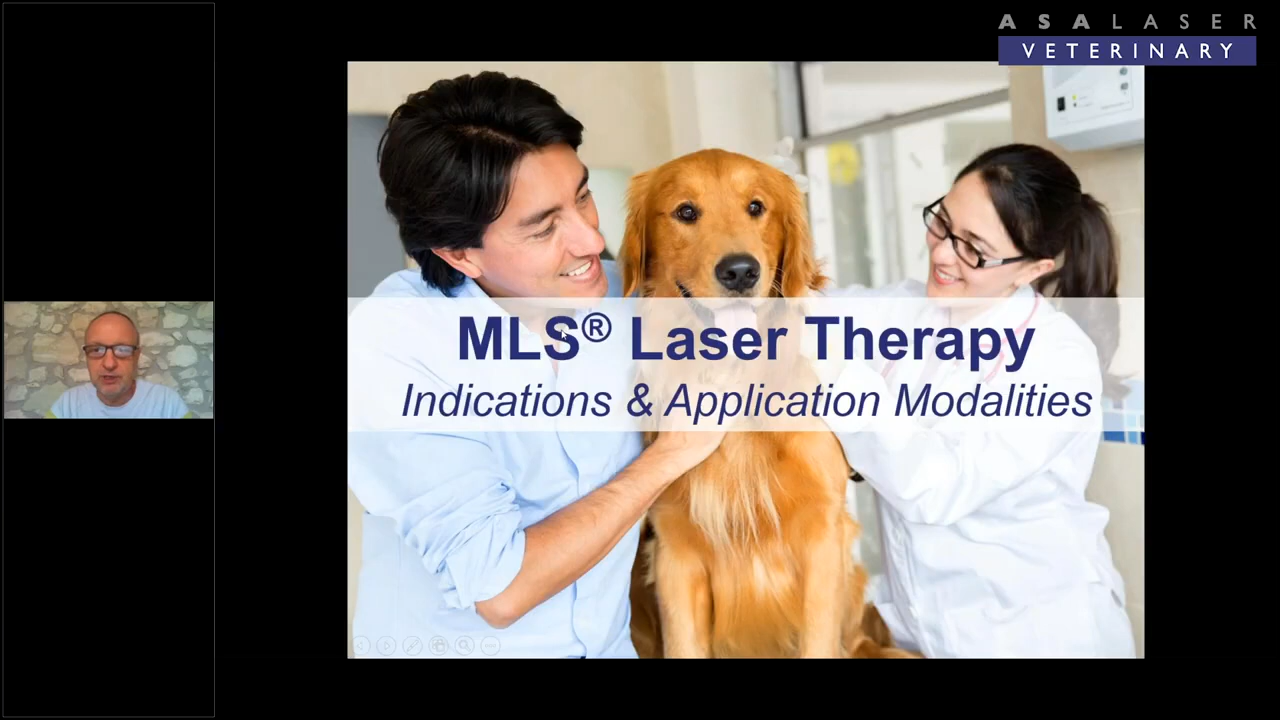 ASALASER
VETERINARY
MLS® Laser Therapy
Indications & Application Modalities